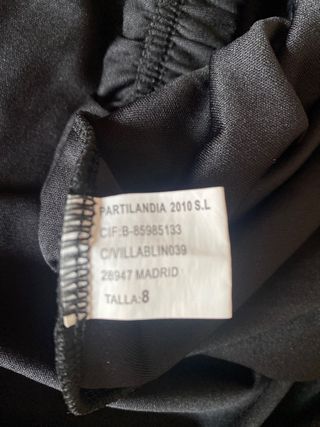 PARTILANDIA 2010 S.L
CIF:B-85985133
C/VILLABLIN039
28947 MADRID
TALLA:8